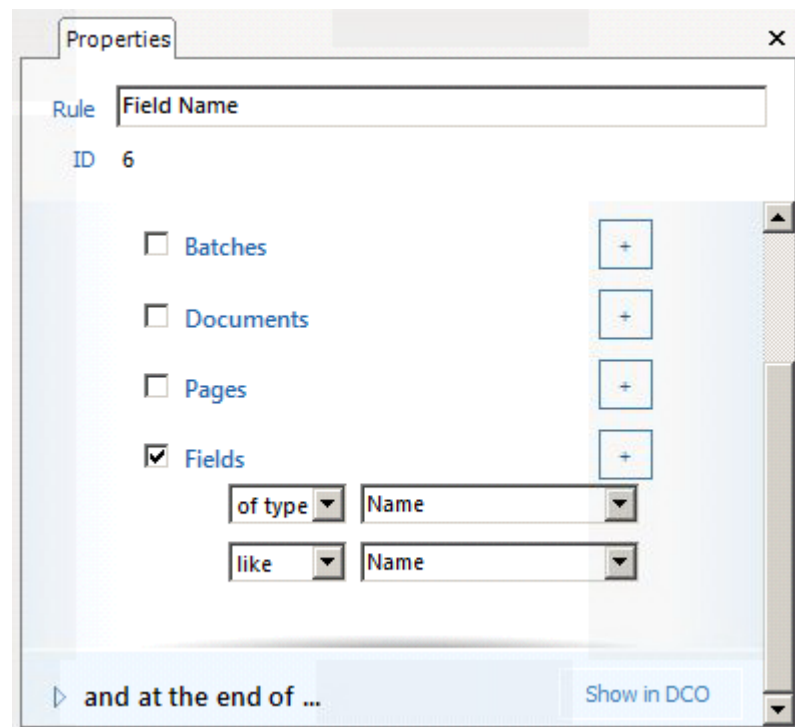 Properties
Rule Field Name
ID 6
Batches +
Documents +
Pages +
Fields +
of type Name
like Name
and at the end of ... Show in DCO